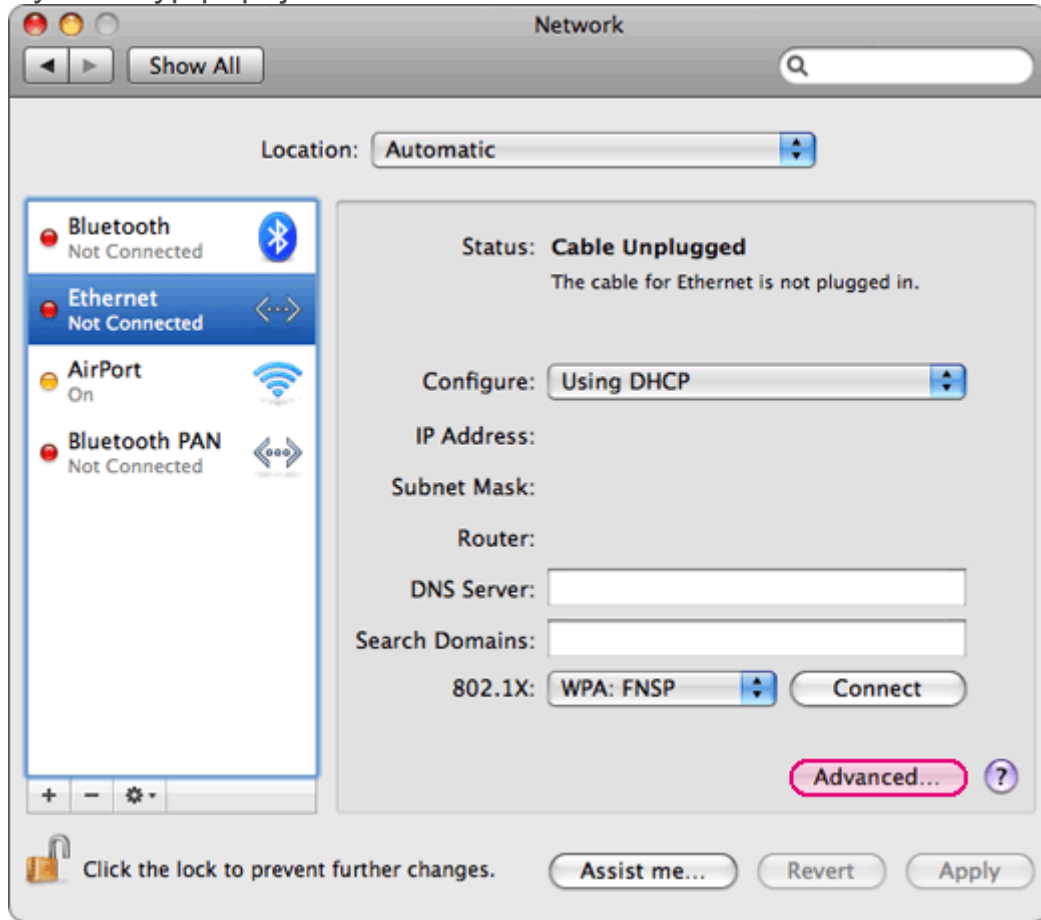 Network
Show All
Location: Automatic
Bluetooth
Not Connected
Ethernet
Not Connected
AirPort
On
Bluetooth PAN
Not Connected
Status: Cable Unplugged
The cable for Ethernet is not plugged in.
Configure: Using DHCP
IP Address:
Subnet Mask:
Router:
DNS Server:
Search Domains:
802.1X: WPA: FNSP Connect
Advanced... ?
+ −
Click the lock to prevent further changes. Assist me... Revert Apply